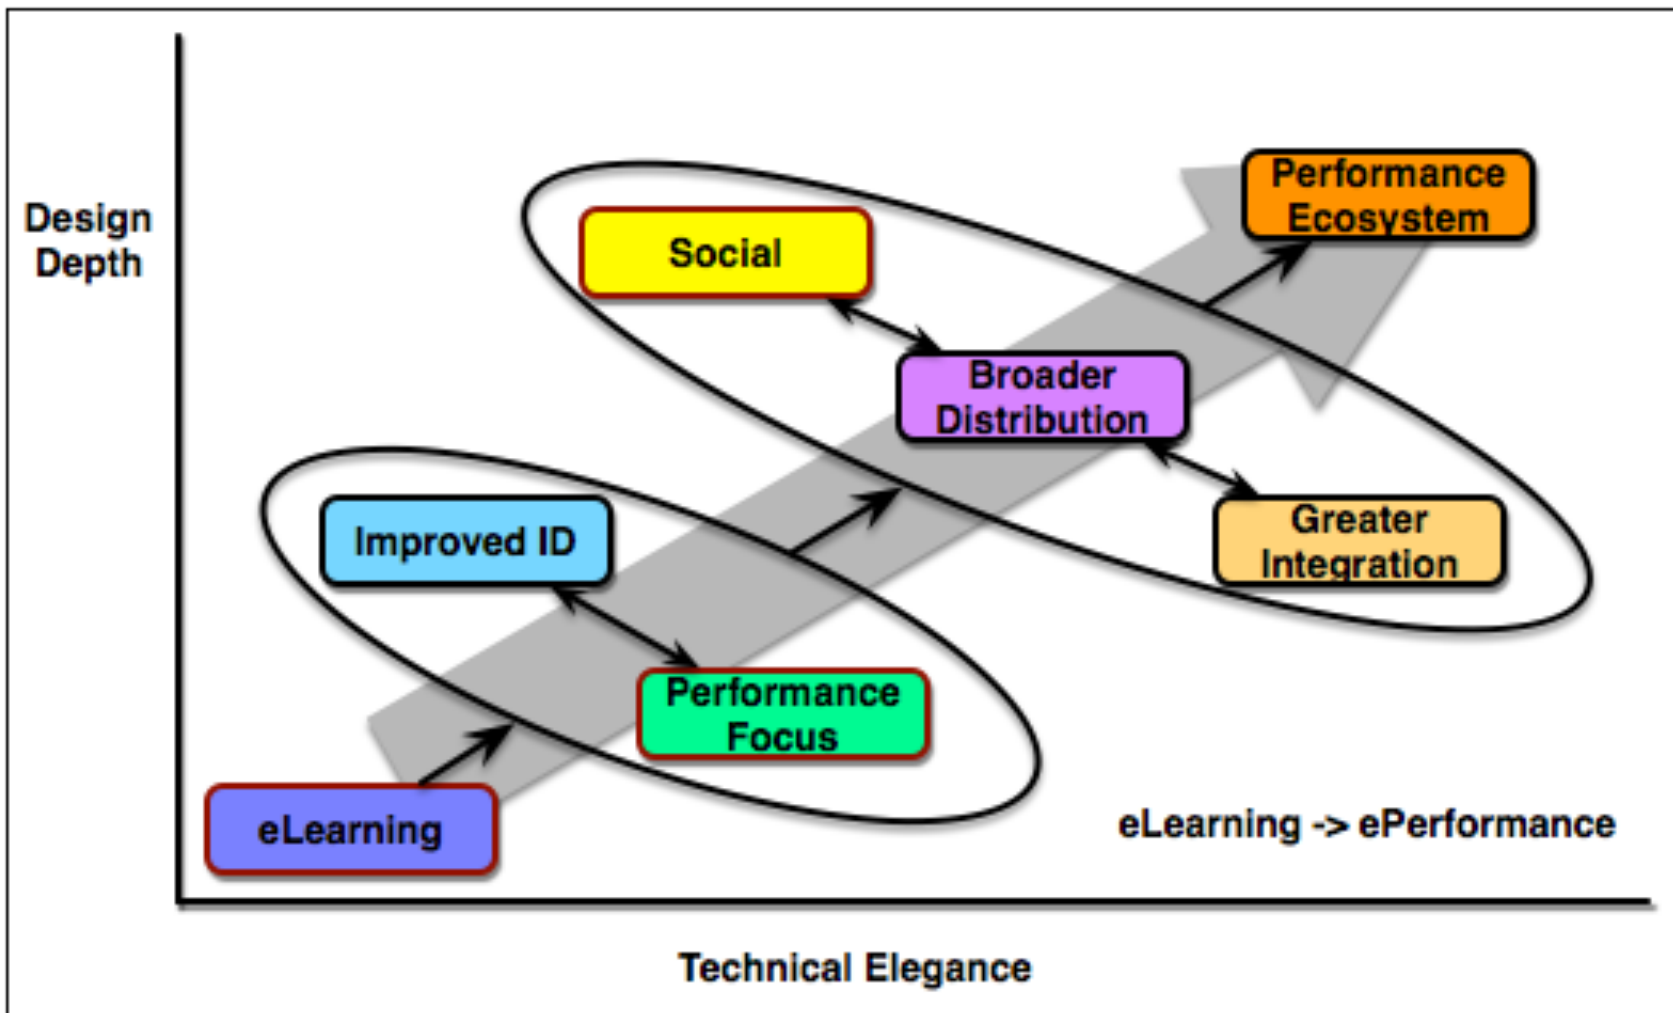 Design
Depth
Performance
Ecosystem
Social
Broader
Distribution
Improved ID
Greater
Integration
Performance
Focus
eLearning
eLearning -> ePerformance
Technical Elegance